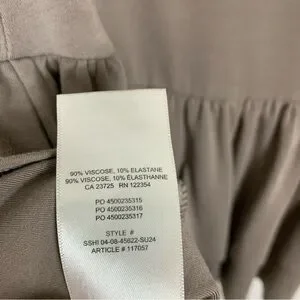 90% VISCOSE, 10% ELASTANE
90% VISCOSE, 10% ÉLASTHANNE
CA 23725 RN 122354
PO 4500235315
PO 4500235316
PO 4500235317
STYLE #
SSHI 04-08-45622-SU24
ARTICLE # 117057